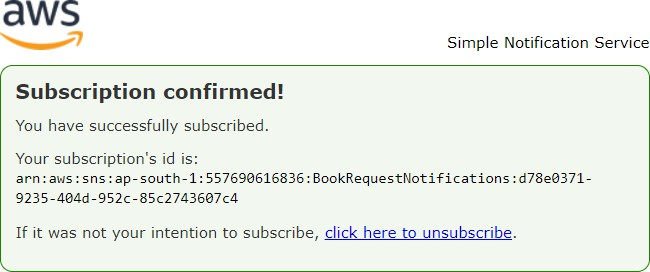 aws
Simple Notification Service
Subscription confirmed!
You have successfully subscribed.
Your subscription's id is:
arn:aws:sns:ap-south-1:557690616836:BookRequestNotifications:d78e0371-
9235-404d-952c-85c2743607c4
If it was not your intention to subscribe, click here to unsubscribe.